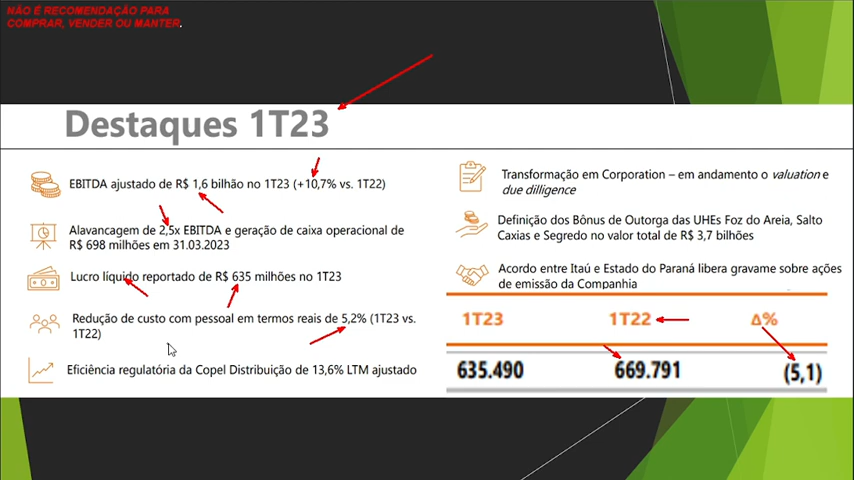 NÃO É RECOMENDAÇÃO PARA
COMPRAR, VENDER OU MANTER.
Destaques 1T23
EBITDA ajustado de R$ 1,6 bilhão no 1T23 (+10,7% vs. 1T22)
Alavancagem de 2,5x EBITDA e geração de caixa operacional de
R$ 698 milhões em 31.03.2023
Lucro líquido reportado de R$ 635 milhões no 1T23
Redução de custo com pessoal em termos reais de 5,2% (1T23 vs.
1T22)
Eficiência regulatória da Copel Distribuição de 13,6% LTM ajustado
Transformação em Corporation – em andamento o valuation e
due dilligence
Definição dos Bônus de Outorga das UHEs Foz do Areia, Salto
Caxias e Segredo no valor total de R$ 3,7 bilhões
Acordo entre Itaú e Estado do Paraná libera gravame sobre ações
de emissão da Companhia
1T23 1T22 Δ%
635.490 669.791 (5,1)